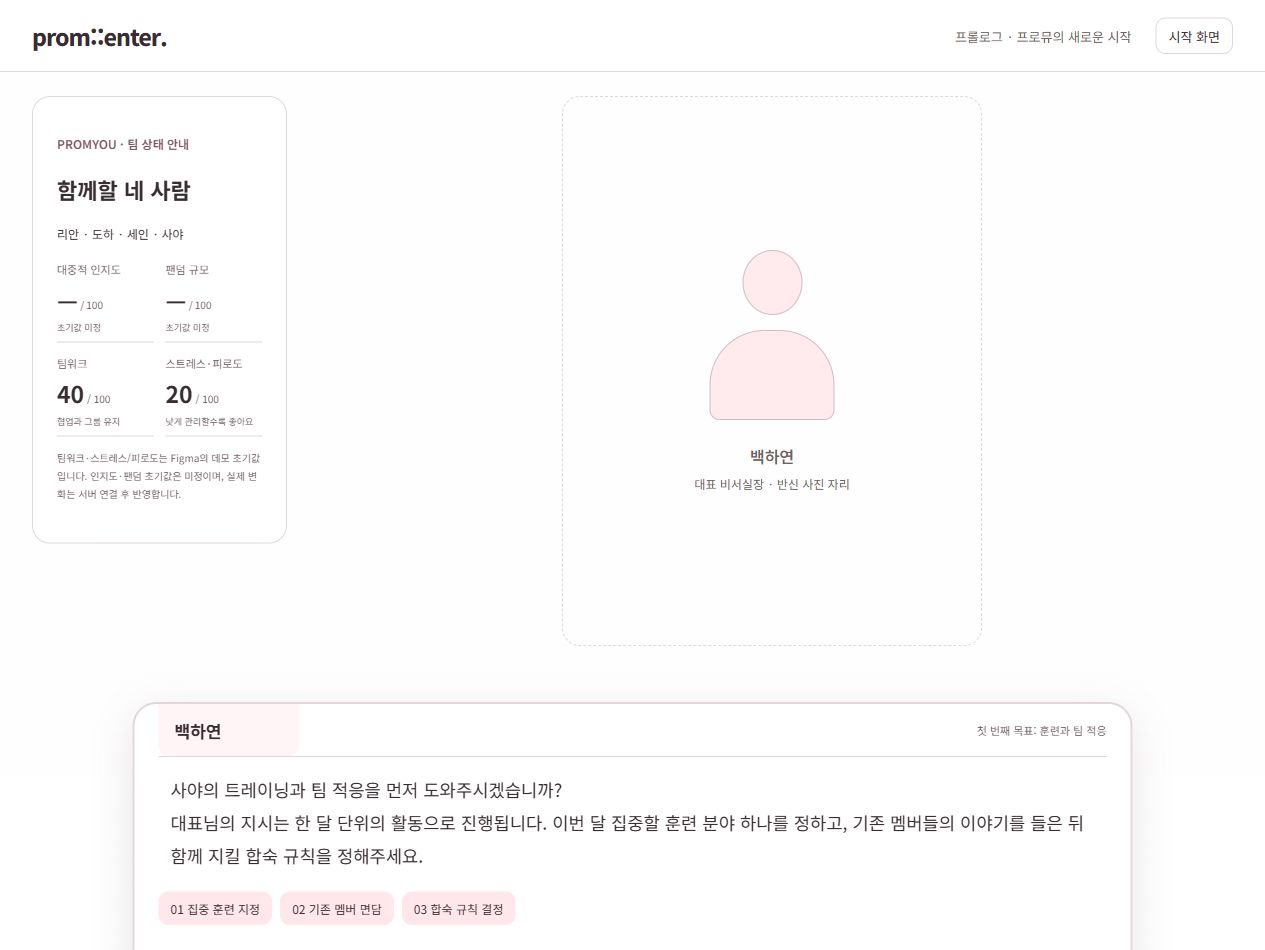 prom::enter.
프롤로그 · 프로뮤의 새로운 시작
시작 화면
PROMYOU · 팀 상태 안내
함께할 네 사람
리안 · 도하 · 세인 · 사야
대중적 인지도
팬덤 규모
— / 100
— / 100
초기값 미정
초기값 미정
팀워크
스트레스·피로도
40 / 100
20 / 100
협업과 그룹 유지
낮게 관리할수록 좋아요
팀워크·스트레스/피로도는 Figma의 데모 초기값
입니다. 인지도·팬덤 초기값은 미정이며, 실제 변
화는 서버 연결 후 반영합니다.
백하연
대표 비서실장 · 반신 사진 자리
백하연
첫 번째 목표: 훈련과 팀 적응
사야의 트레이닝과 팀 적응을 먼저 도와주시겠습니까?
대표님의 지시는 한 달 단위의 활동으로 진행됩니다. 이번 달 집중할 훈련 분야 하나를 정하고, 기존 멤버들의 이야기를 들은 뒤
함께 지킬 합숙 규칙을 정해주세요.
01 집중 훈련 지정
02 기존 멤버 면담
03 합숙 규칙 결정